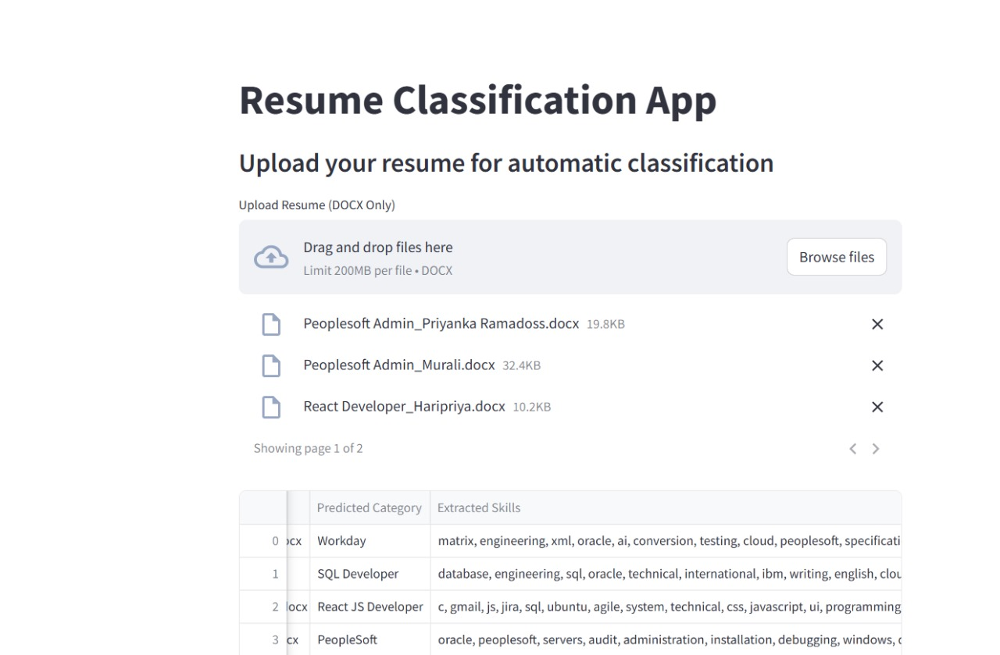 Resume Classification App
Upload your resume for automatic classification
Upload Resume (DOCX Only)
Drag and drop files here
Limit 200MB per file • DOCX
Browse files
Peoplesoft Admin_Priyanka Ramadoss.docx 19.8KB
Peoplesoft Admin_Murali.docx 32.4KB
React Developer_Haripriya.docx 10.2KB
Showing page 1 of 2
Predicted Category Extracted Skills
0 ocx Workday matrix, engineering, xml, oracle, ai, conversion, testing, cloud, peoplesoft, specificati
1 SQL Developer database, engineering, sql, oracle, technical, international, ibm, writing, english, clou
2 docx React JS Developer c, gmail, js, jira, sql, ubuntu, agile, system, technical, css, javascript, ui, programming
3 cx PeopleSoft oracle, peoplesoft, servers, audit, administration, installation, debugging, windows,